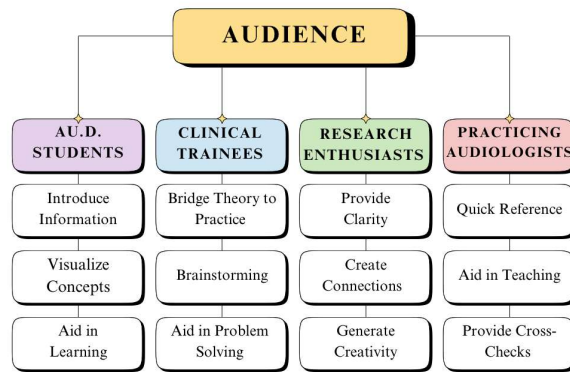 AUDIENCE
AU.D.
STUDENTS
Introduce
Information
Visualize
Concepts
Aid in
Learning
CLINICAL
TRAINEES
Bridge Theory to
Practice
Brainstorming
Aid in Problem
Solving
RESEARCH
ENTHUSIASTS
Provide
Clarity
Create
Connections
Generate
Creativity
PRACTICING
AUDIOLOGISTS
Quick Reference
Aid in Teaching
Provide Cross-
Checks